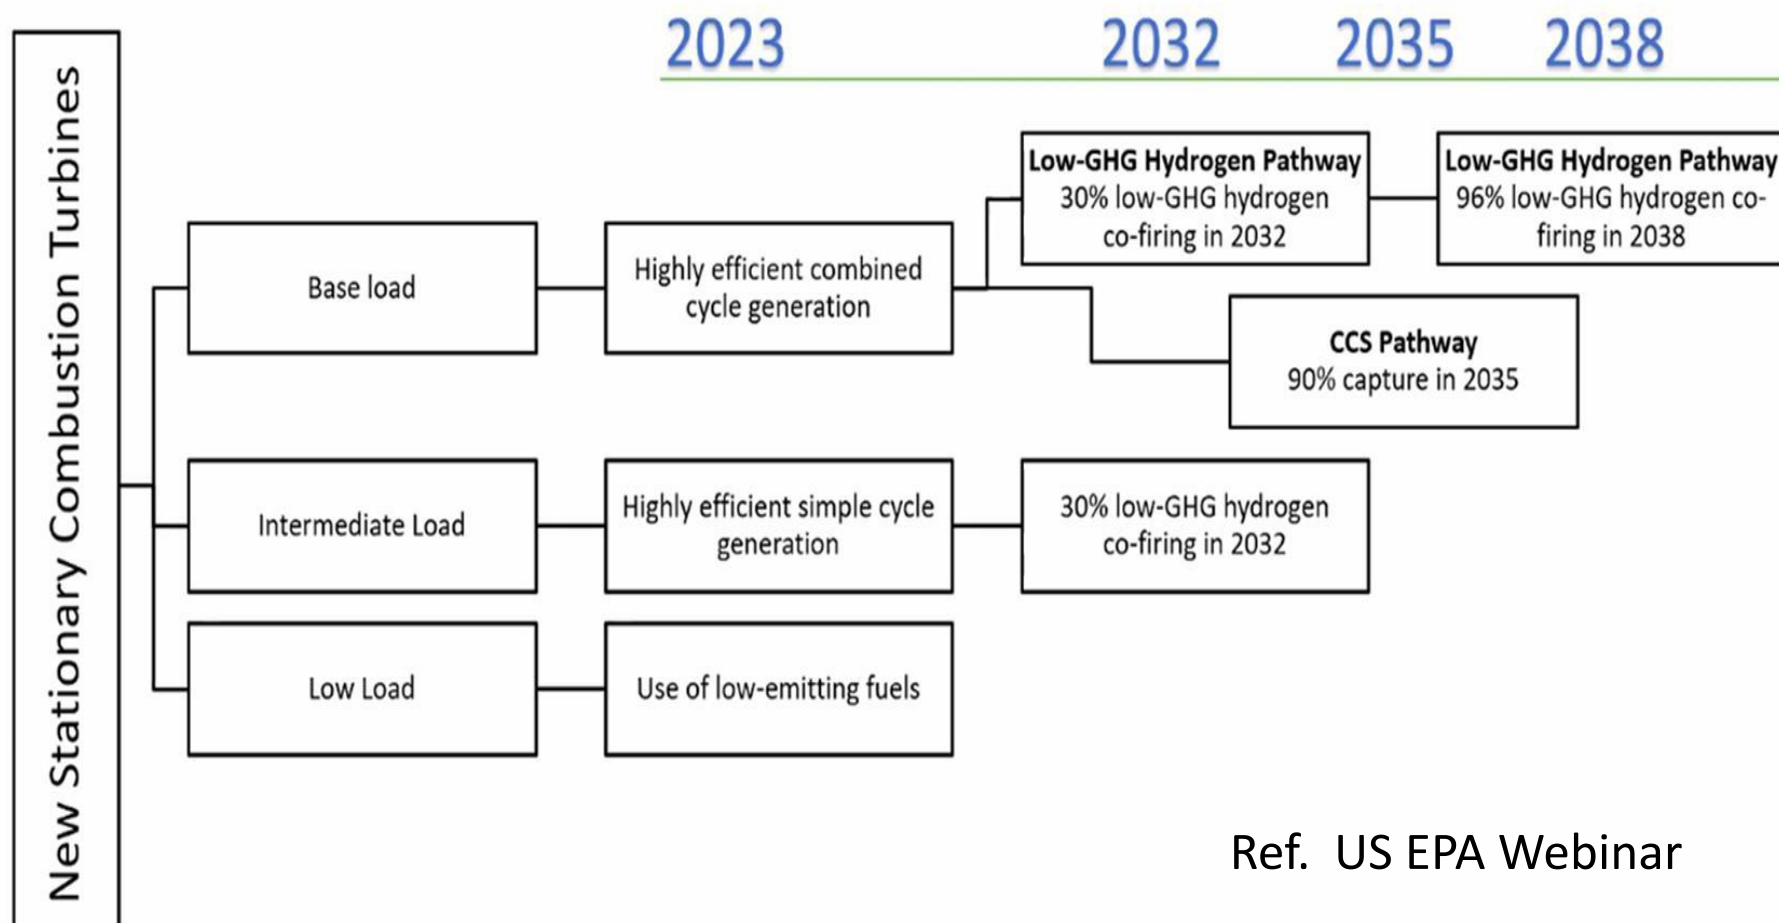 New Stationary Combustion Turbines
2023
2032
2035
2038
Low-GHG Hydrogen Pathway
30% low-GHG hydrogen
co-firing in 2032
Low-GHG Hydrogen Pathway
96% low-GHG hydrogen co-
firing in 2038
Base load
Highly efficient combined
cycle generation
CCS Pathway
90% capture in 2035
Intermediate Load
Highly efficient simple cycle
generation
30% low-GHG hydrogen
co-firing in 2032
Low Load
Use of low-emitting fuels
Ref.  US EPA Webinar